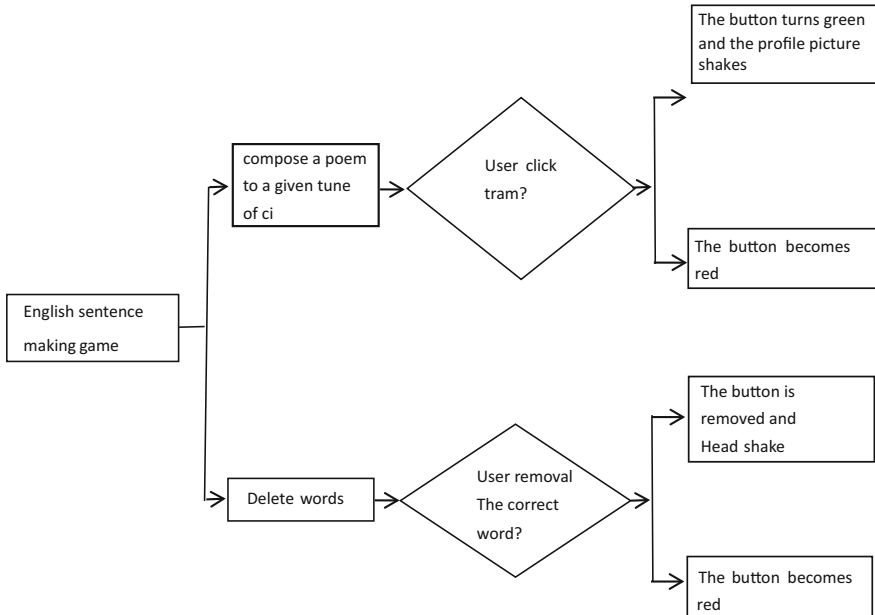 The button turns green
and the profile picture
shakes
compose a poem
to a given tune
of ci
User click
tram?
The button becomes
red
English sentence
making game
The button is
removed and
Head shake
User removal
The correct
word?
Delete words
The button becomes
red